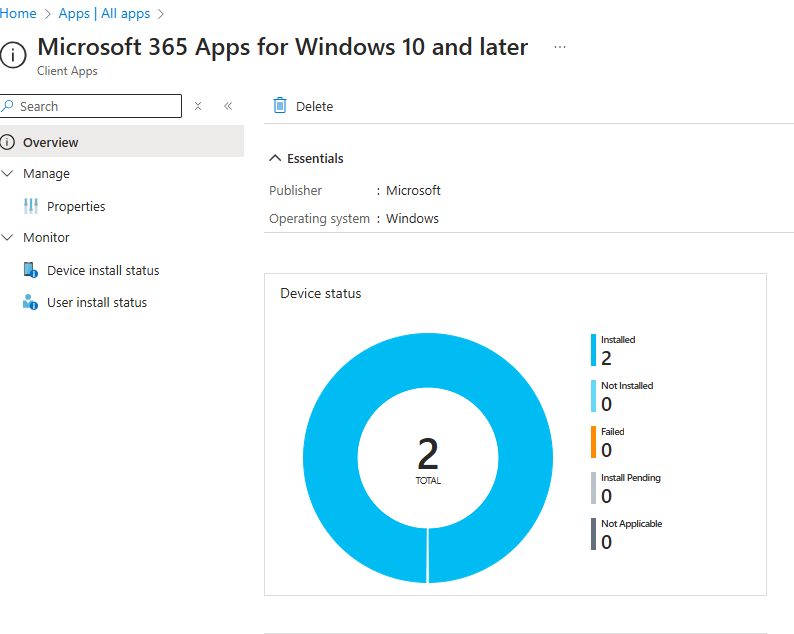 Home > Apps | All apps >
Microsoft 365 Apps for Windows 10 and later ...
Client Apps
Search
Overview
Manage
Properties
Monitor
Device install status
User install status
Delete
Essentials
Publisher : Microsoft
Operating system : Windows
Device status
2
TOTAL
Installed
2
Not Installed
0
Failed
0
Install Pending
0
Not Applicable
0